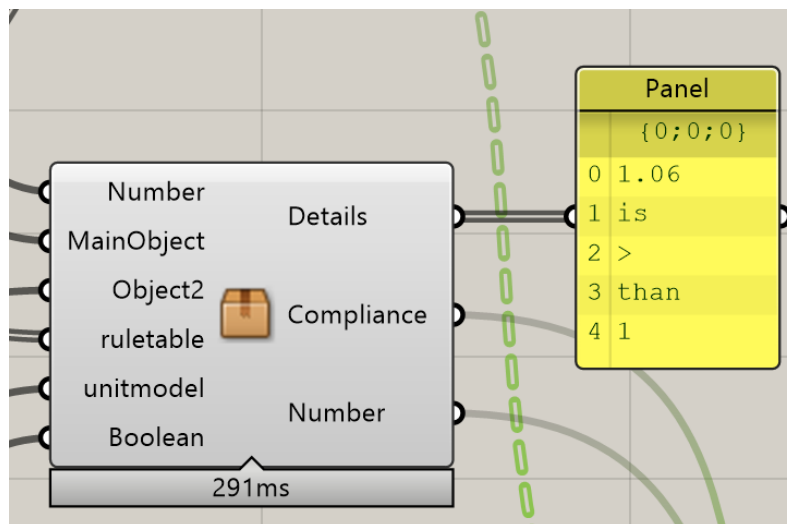 Number
MainObject
Object2
ruletable
unitmodel
Boolean
Details
Compliance
Number
291ms
Panel
{0;0;0}
0 1.06
1 is
2 >
3 than
4 1